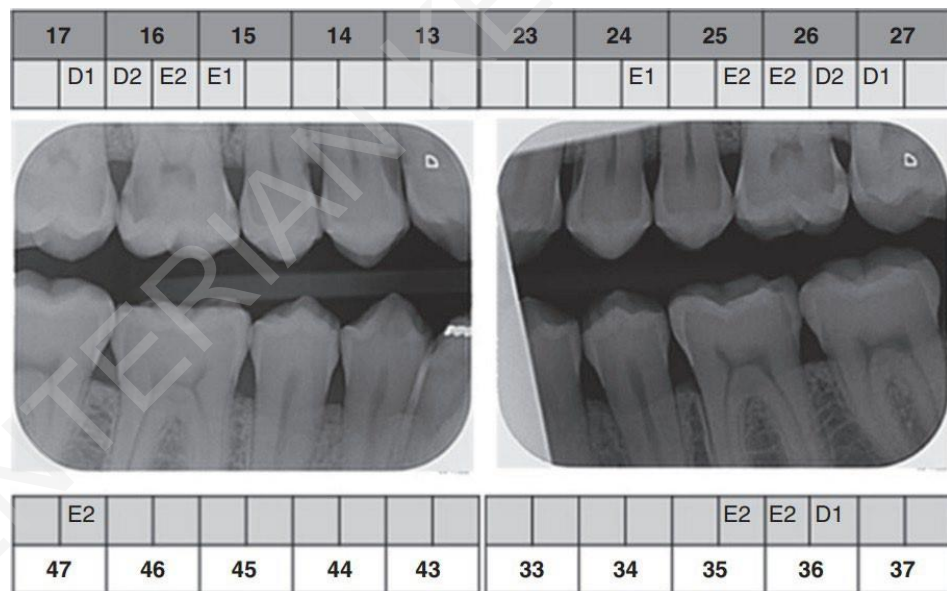 17 16 15 14 13 23 24 25 26 27
D1 D2 E2 E1 E1 E2 E2 D2 D1
D D
E2 E2 E2 D1
47 46 45 44 43 33 34 35 36 37